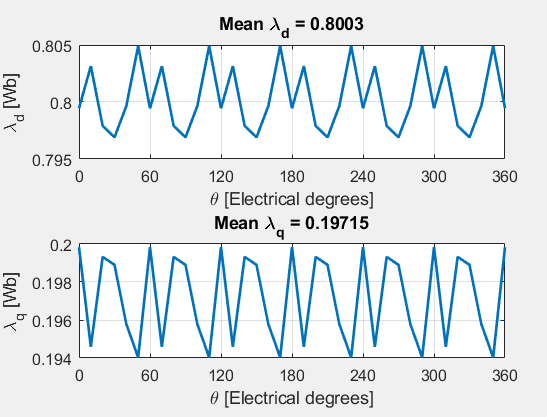 Mean λd = 0.8003
0.805
0.8
0.795
λd [Wb]
0 60 120 180 240 300 360
θ [Electrical degrees]
Mean λq = 0.19715
0.2
0.198
0.196
0.194
λq [Wb]
0 60 120 180 240 300 360
θ [Electrical degrees]